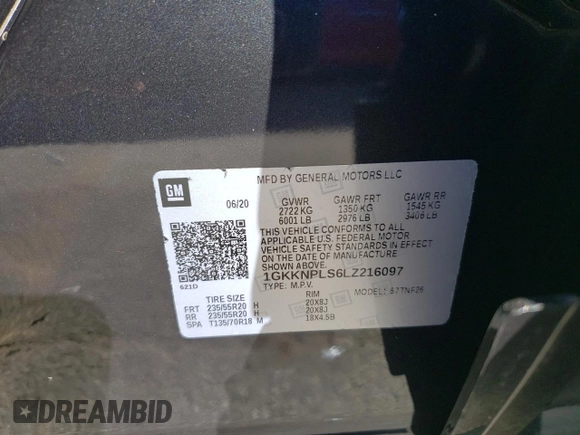 GM
06/20
MFD BY GENERAL MOTORS LLC
GVWR GAWR FRT GAWR RR
2722 KG 1350 KG 1545 KG
6001 LB 2976 LB 3406 LB
THIS VEHICLE CONFORMS TO ALL
APPLICABLE U.S. FEDERAL MOTOR
VEHICLE SAFETY STANDARDS IN EFFECT
ON THE DATE OF MANUFACTURE
SHOWN ABOVE.
1GKKNPLS6LZ216097
TYPE: M.P.V. MODEL:
621D
TIRE SIZE RIM
FRT 235/55R20 H 20X8J
RR 235/55R20 H 20X8J
SPA T135/70R18 M 18X4.5B
DREAMBID